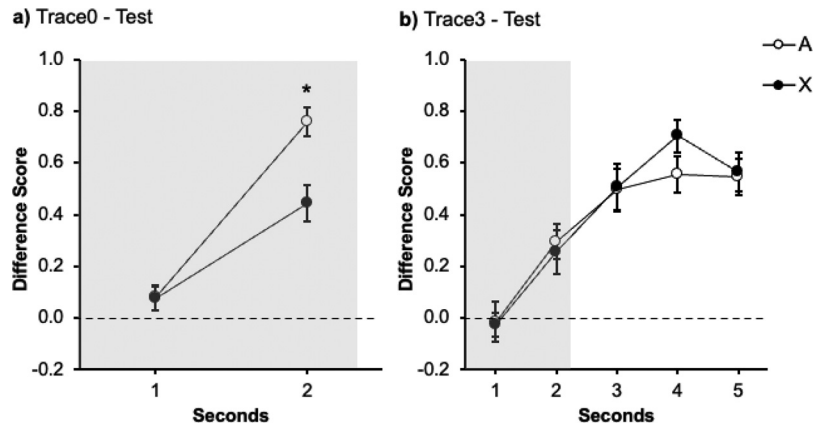 a) Trace0 - Test
Difference Score
1.0
0.8
0.6
0.4
0.2
0.0
-0.2
*
1 2
Seconds
b) Trace3 - Test
Difference Score
1.0
0.8
0.6
0.4
0.2
0.0
-0.2
1 2 3 4 5
Seconds
A
X